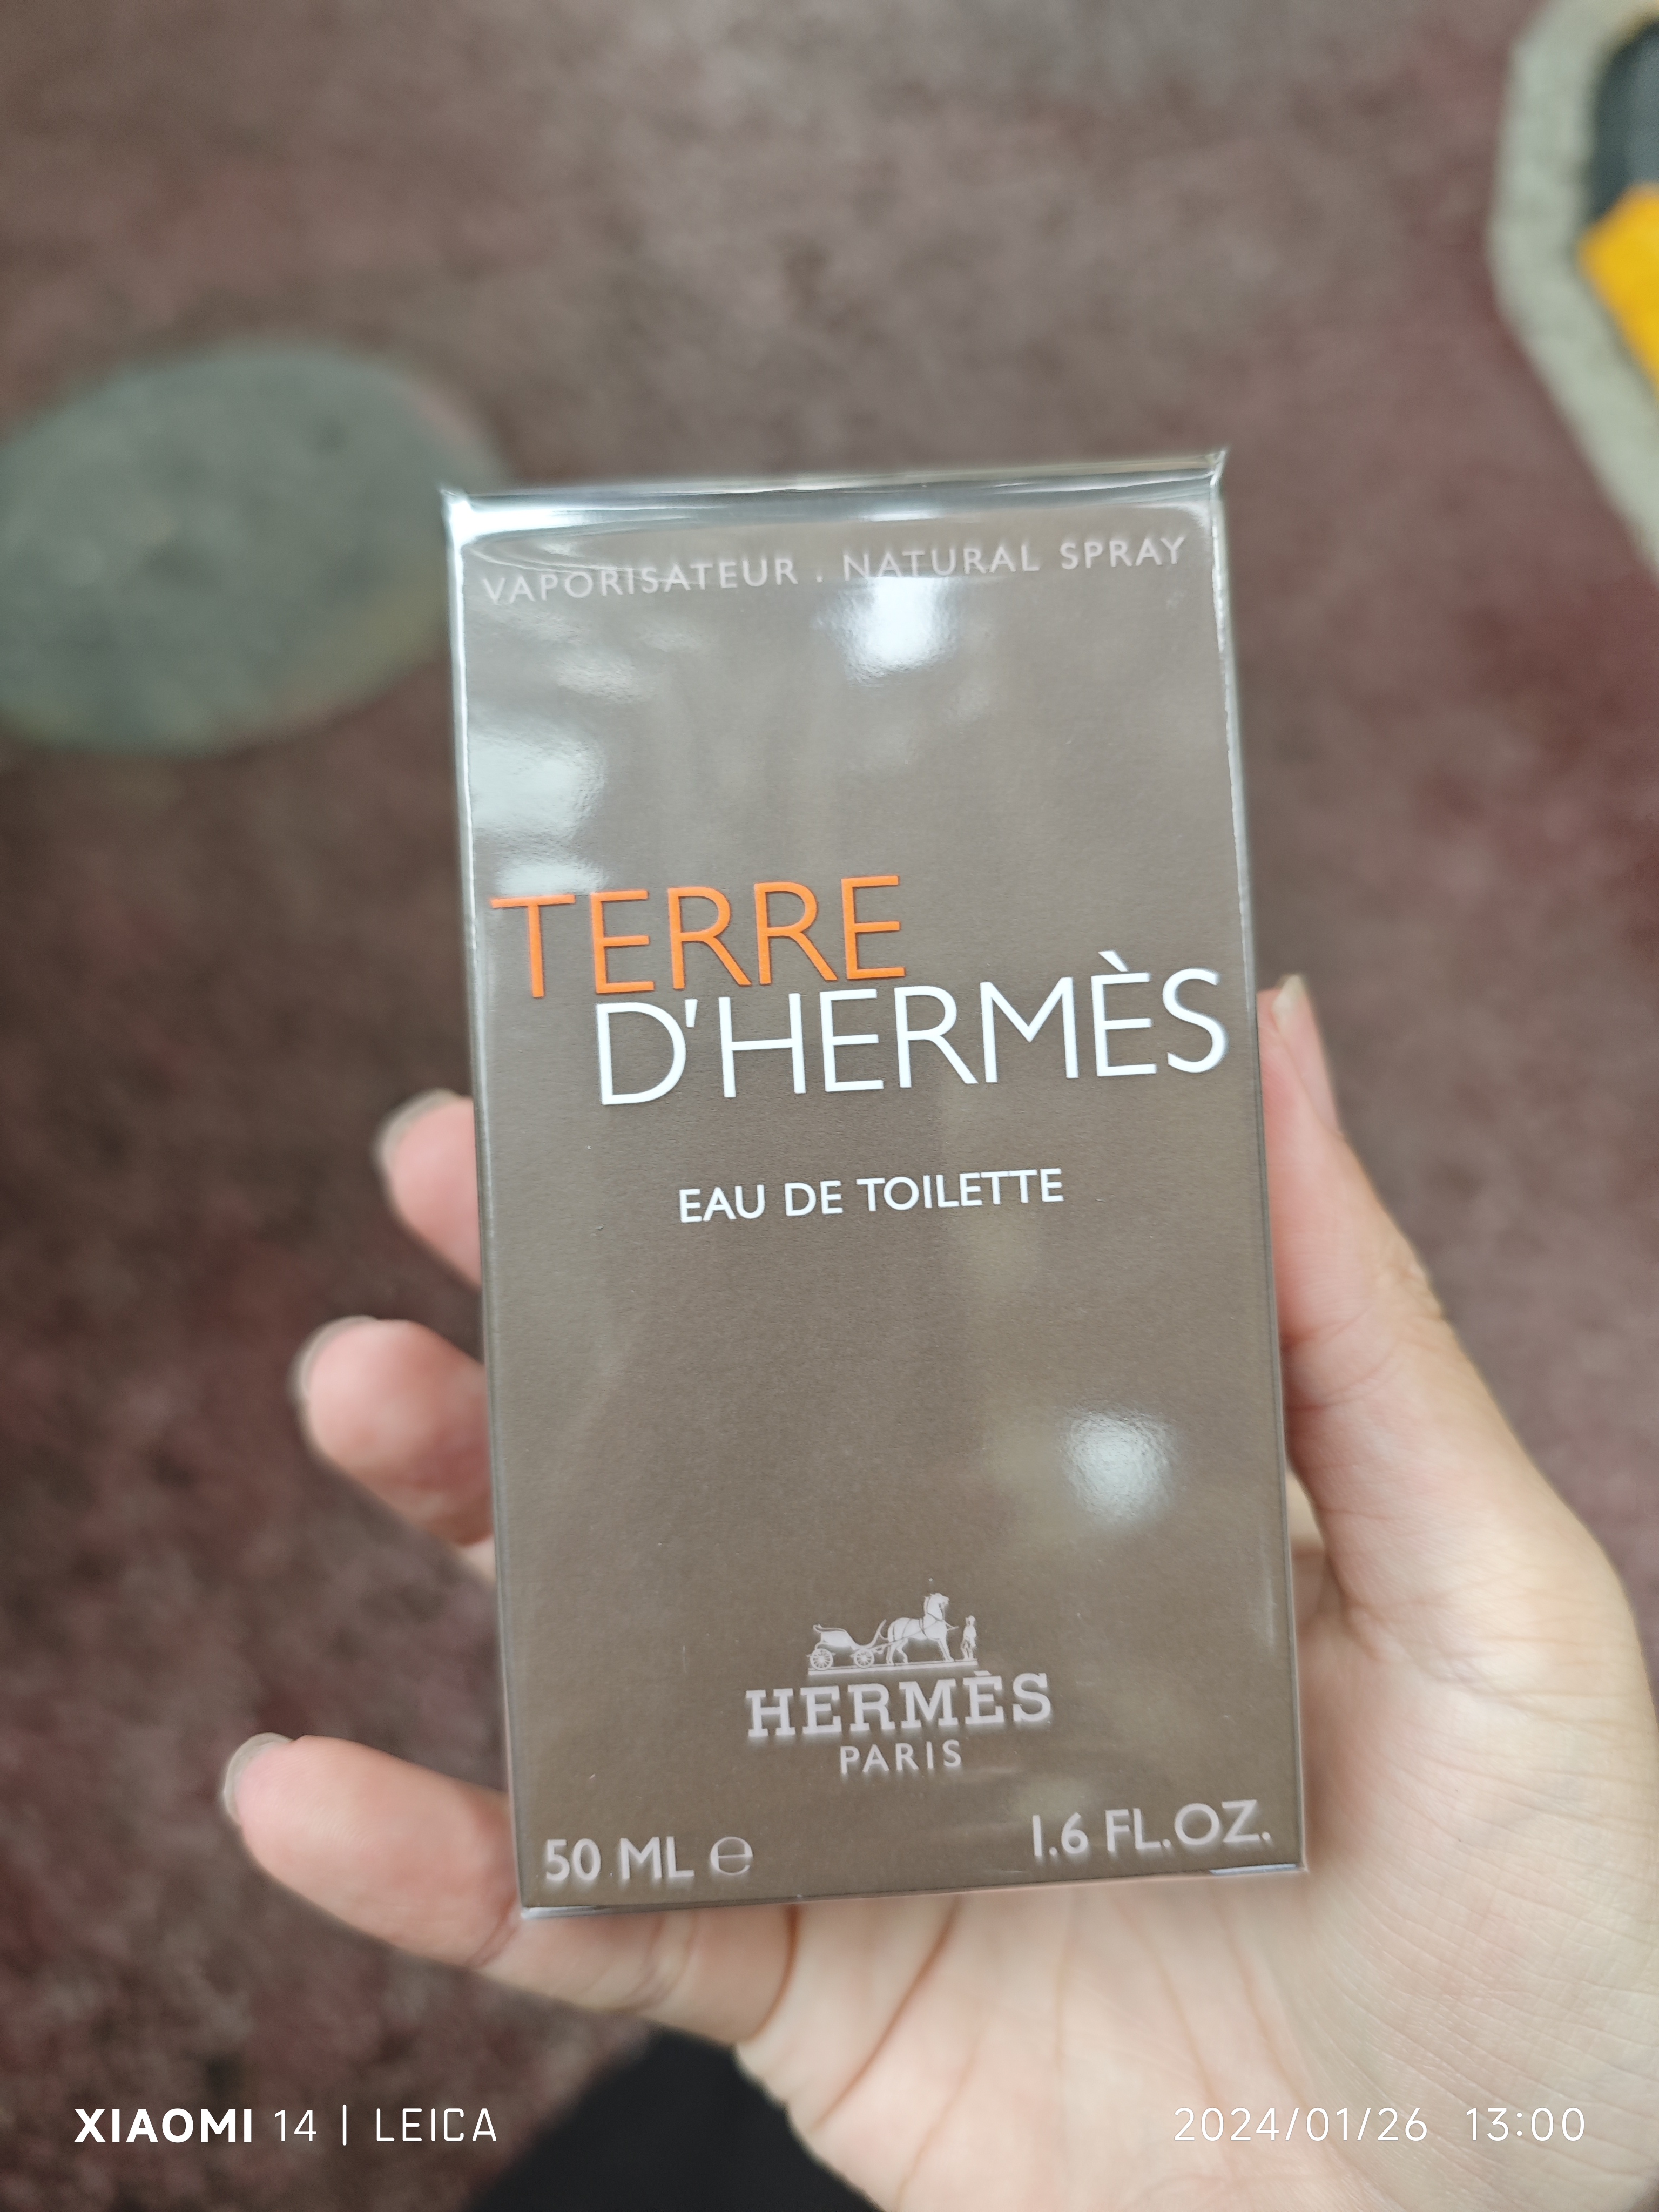 VAPORISATEUR . NATURAL SPRAY
TERRE
D'HERMÈS
EAU DE TOILETTE
HERMÈS
PARIS
50 ML ℮
1.6 FL.OZ.
XIAOMI 14 | LEICA
2024/01/26 13:00